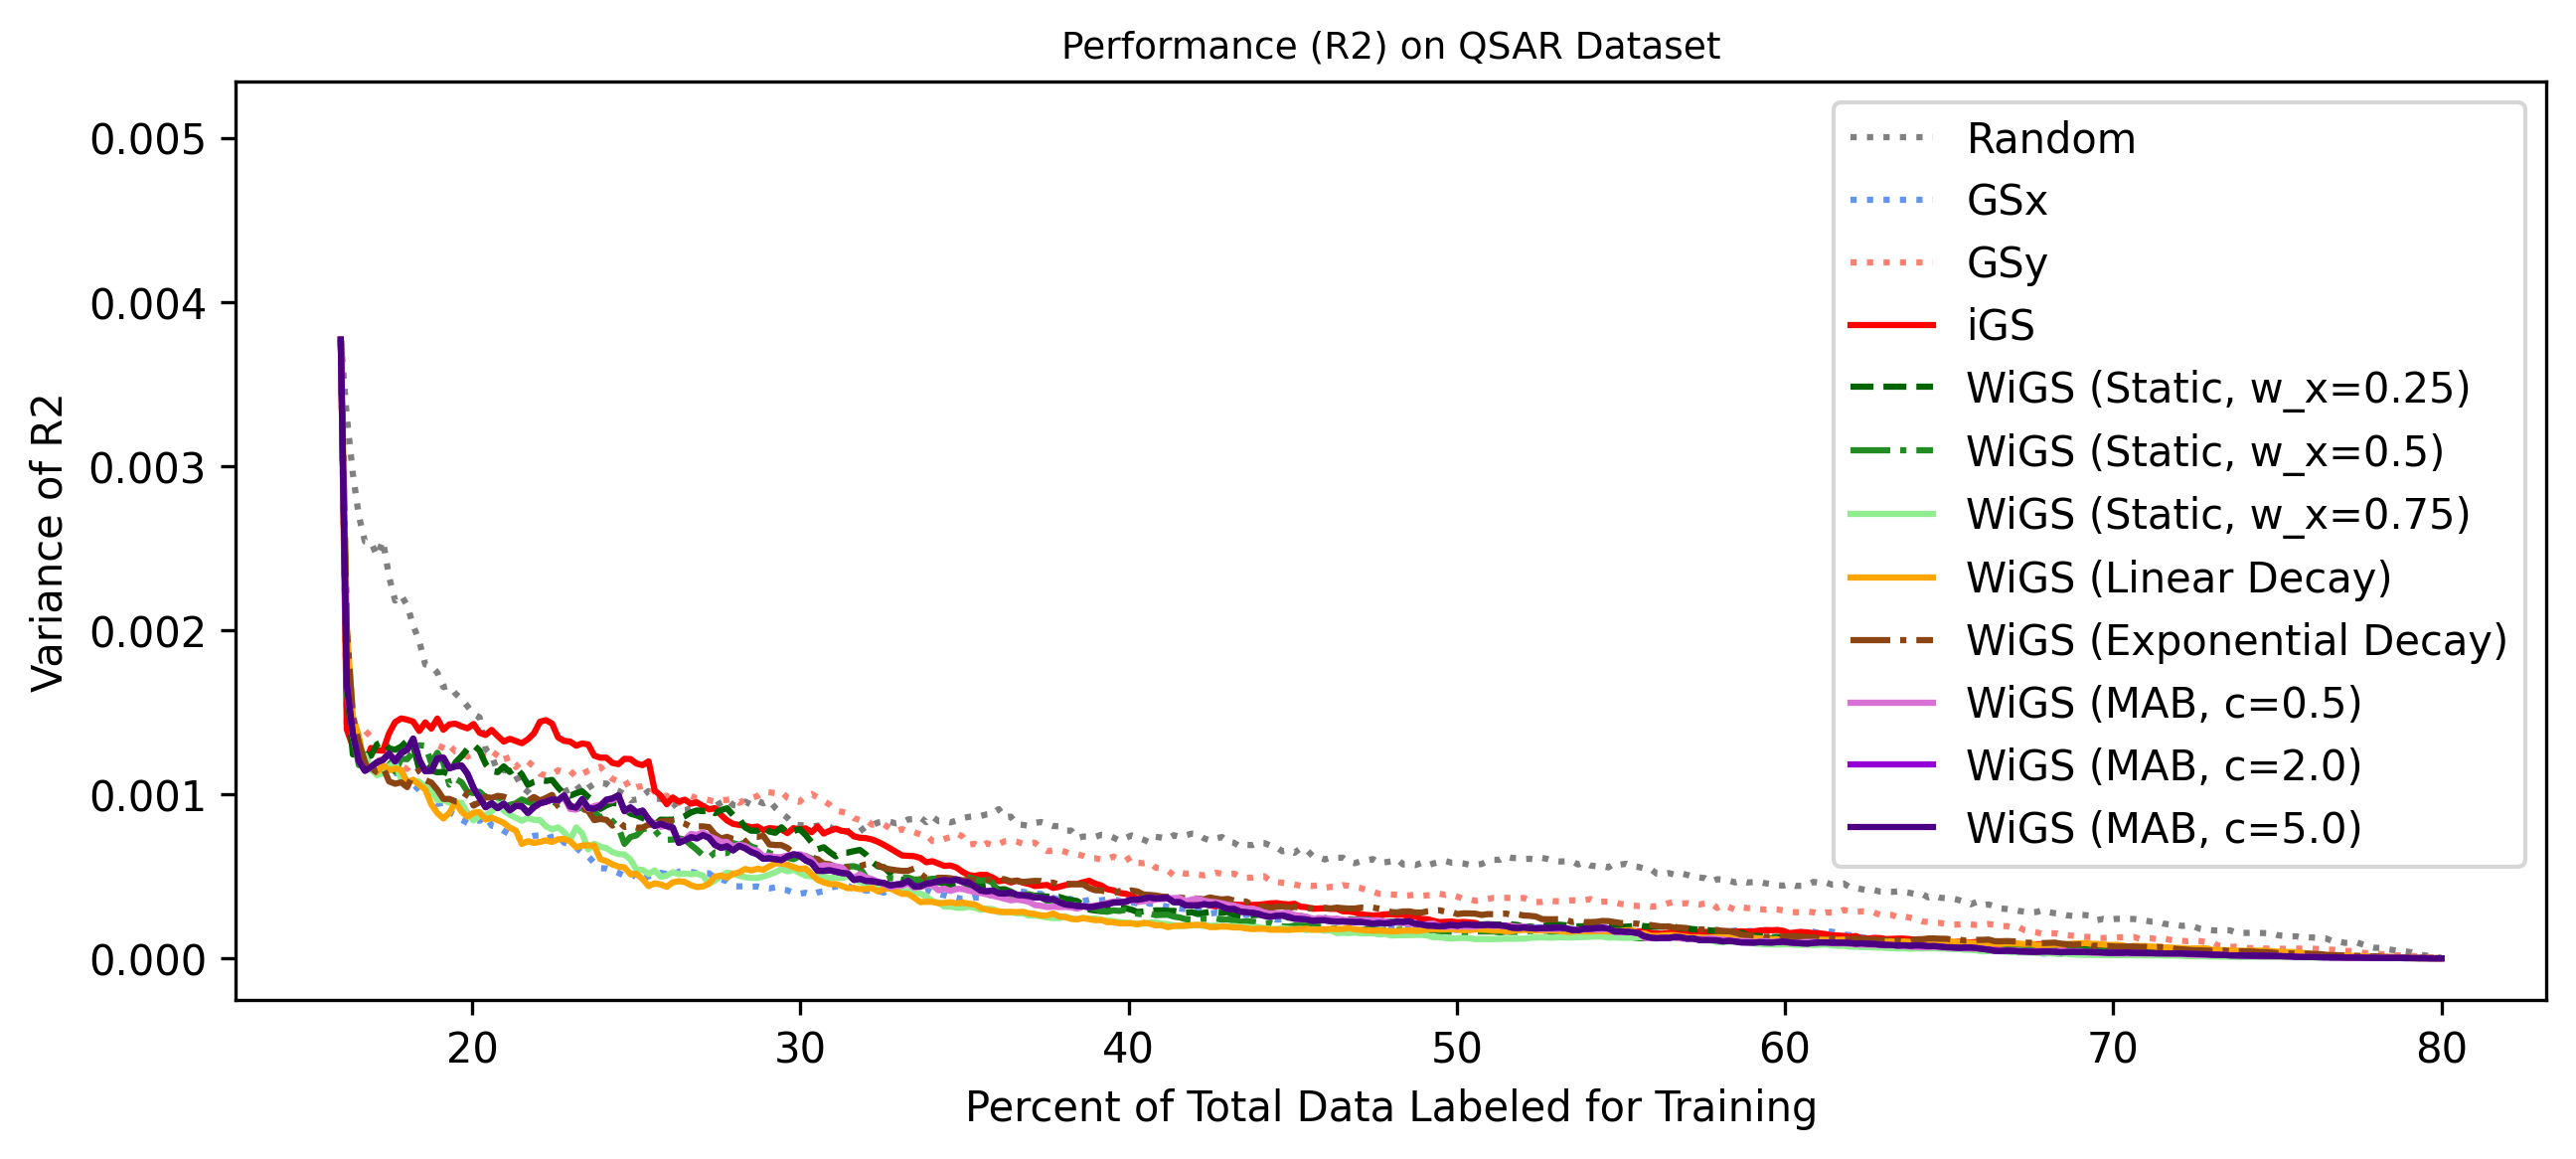 Performance (R2) on QSAR Dataset
Variance of R2
0.005
0.004
0.003
0.002
0.001
0.000
Random
GSx
GSy
iGS
WiGS (Static, w_x=0.25)
WiGS (Static, w_x=0.5)
WiGS (Static, w_x=0.75)
WiGS (Linear Decay)
WiGS (Exponential Decay)
WiGS (MAB, c=0.5)
WiGS (MAB, c=2.0)
WiGS (MAB, c=5.0)
20 30 40 50 60 70 80
Percent of Total Data Labeled for Training